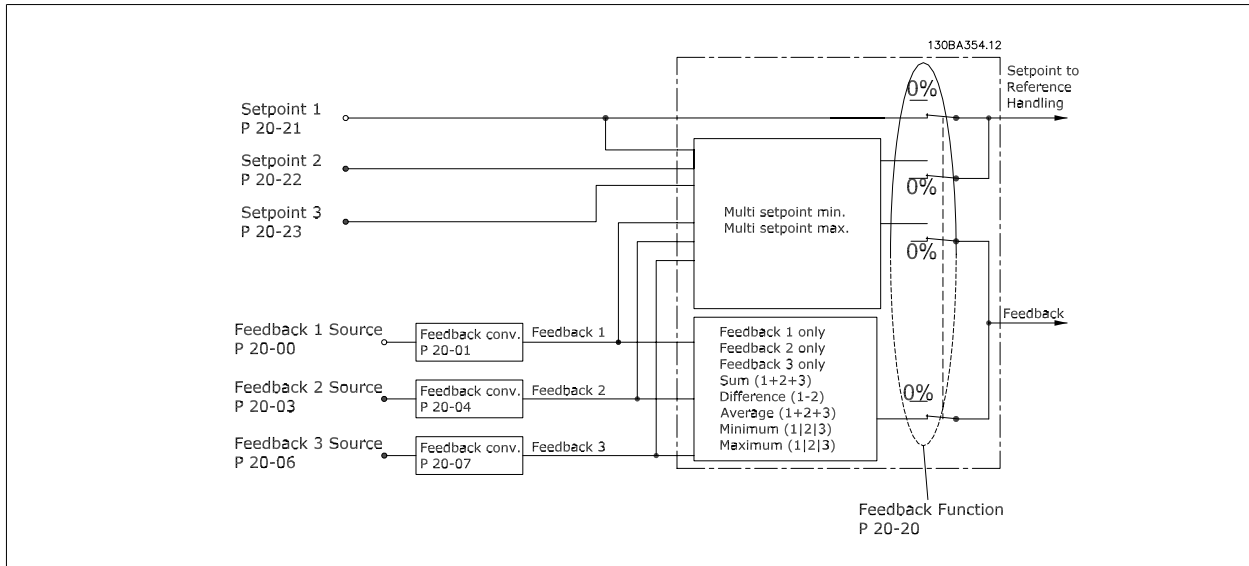 130BA354.12
Setpoint to
Reference
Handling
0%
Setpoint 1
P 20-21
Setpoint 2
P 20-22
0%
Setpoint 3
P 20-23
Multi setpoint min.
Multi setpoint max.
0%
Feedback
Feedback 1 Source
P 20-00
Feedback conv.
P 20-01
Feedback 1
Feedback 2 Source
P 20-03
Feedback conv.
P 20-04
Feedback 2
Feedback 3 Source
P 20-06
Feedback conv.
P 20-07
Feedback 3
Feedback 1 only
Feedback 2 only
Feedback 3 only
Sum (1+2+3)
Difference (1-2)
Average (1+2+3)
Minimum (1|2|3)
Maximum (1|2|3)
0%
Feedback Function
P 20-20